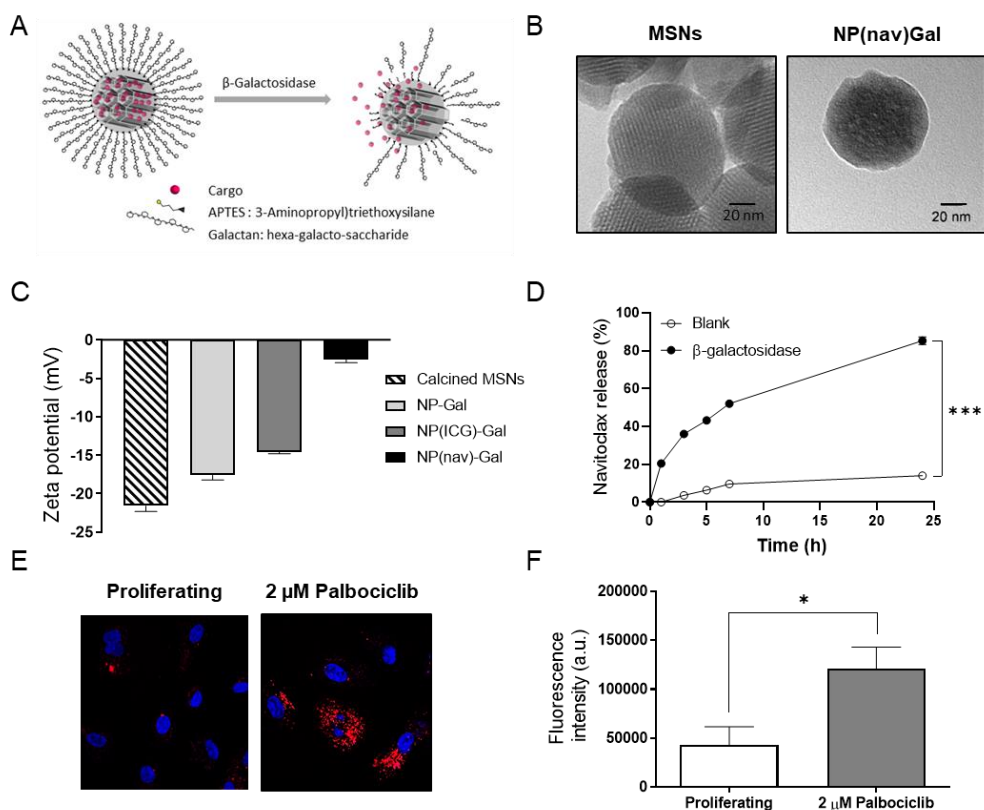 A
β-Galactosidase
Cargo
APTES : 3-Aminopropyl)triethoxysilane
Galactan: hexa-galacto-saccharide
B
MSNs
NP(nav)Gal
20 nm
20 nm
C
Zeta potential (mV)
0
-5
-10
-15
-20
-25
Calcined MSNs
NP-Gal
NP(ICG)-Gal
NP(nav)-Gal
D
Navitoclax release (%)
100
80
60
40
20
0
Blank
β-galactosidase
***
0
5
10
15
20
25
Time (h)
E
Proliferating
2 µM Palbociclib
F
Fluorescence
intensity (a.u.)
200000
150000
100000
50000
0
*
Proliferating
2 µM Palbociclib